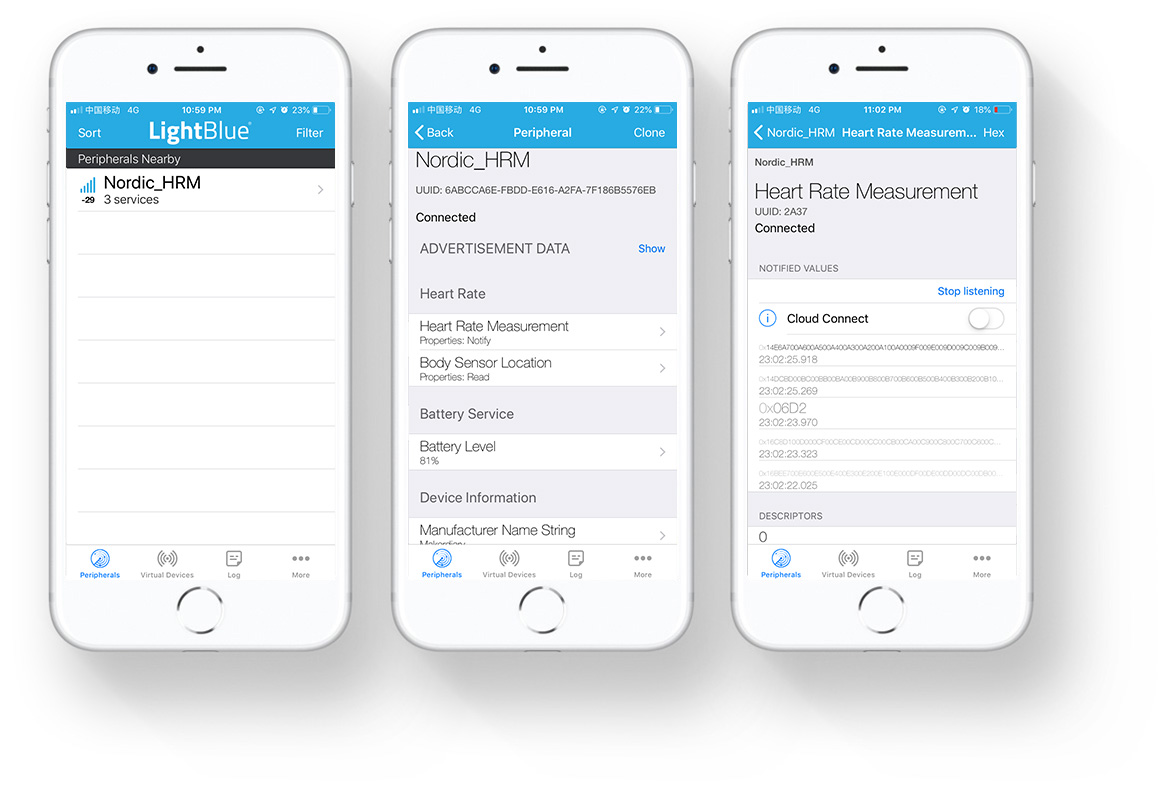 中国移动 4G 10:59 PM 23%
Sort LightBlue® Filter
Peripherals Nearby
Nordic_HRM
-29 3 services
Peripherals Virtual Devices Log More
中国移动 4G 10:59 PM 22%
Back Peripheral Clone
Nordic_HRM
UUID: 6ABCCA6E-FBDD-E616-A2FA-7F186B5576EB
Connected
ADVERTISEMENT DATA Show
Heart Rate
Heart Rate Measurement
Properties: Notify
Body Sensor Location
Properties: Read
Battery Service
Battery Level
81%
Device Information
Manufacturer Name String
Peripherals Virtual Devices Log More
中国移动 4G 11:02 PM 18%
Nordic_HRM Heart Rate Measurem... Hex
Nordic_HRM
Heart Rate Measurement
UUID: 2A37
Connected
NOTIFIED VALUES
Stop listening
Cloud Connect
0x14E6A700A600A500A400A300A200A100A0009F009E009D009C009B009...
23:02:25.918
23:02:25.269
0x06D2
23:02:23.970
23:02:23.323
23:02:22.025
DESCRIPTORS
0
Peripherals Virtual Devices Log More